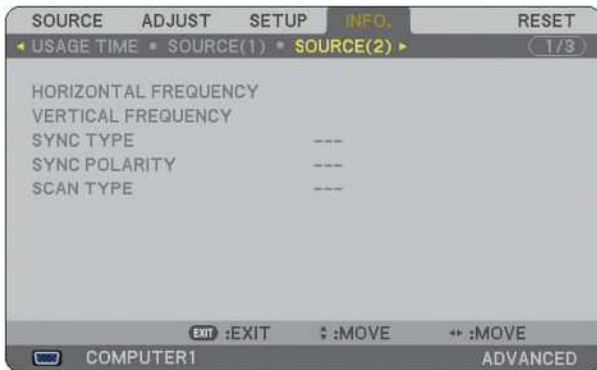 SOURCE ADJUST SETUP INFO. RESET
◂ USAGE TIME • SOURCE(1) • SOURCE(2) ▸ 1/3
HORIZONTAL FREQUENCY
VERTICAL FREQUENCY
SYNC TYPE ---
SYNC POLARITY ---
SCAN TYPE ---
EXIT :EXIT :MOVE :MOVE
COMPUTER1 ADVANCED